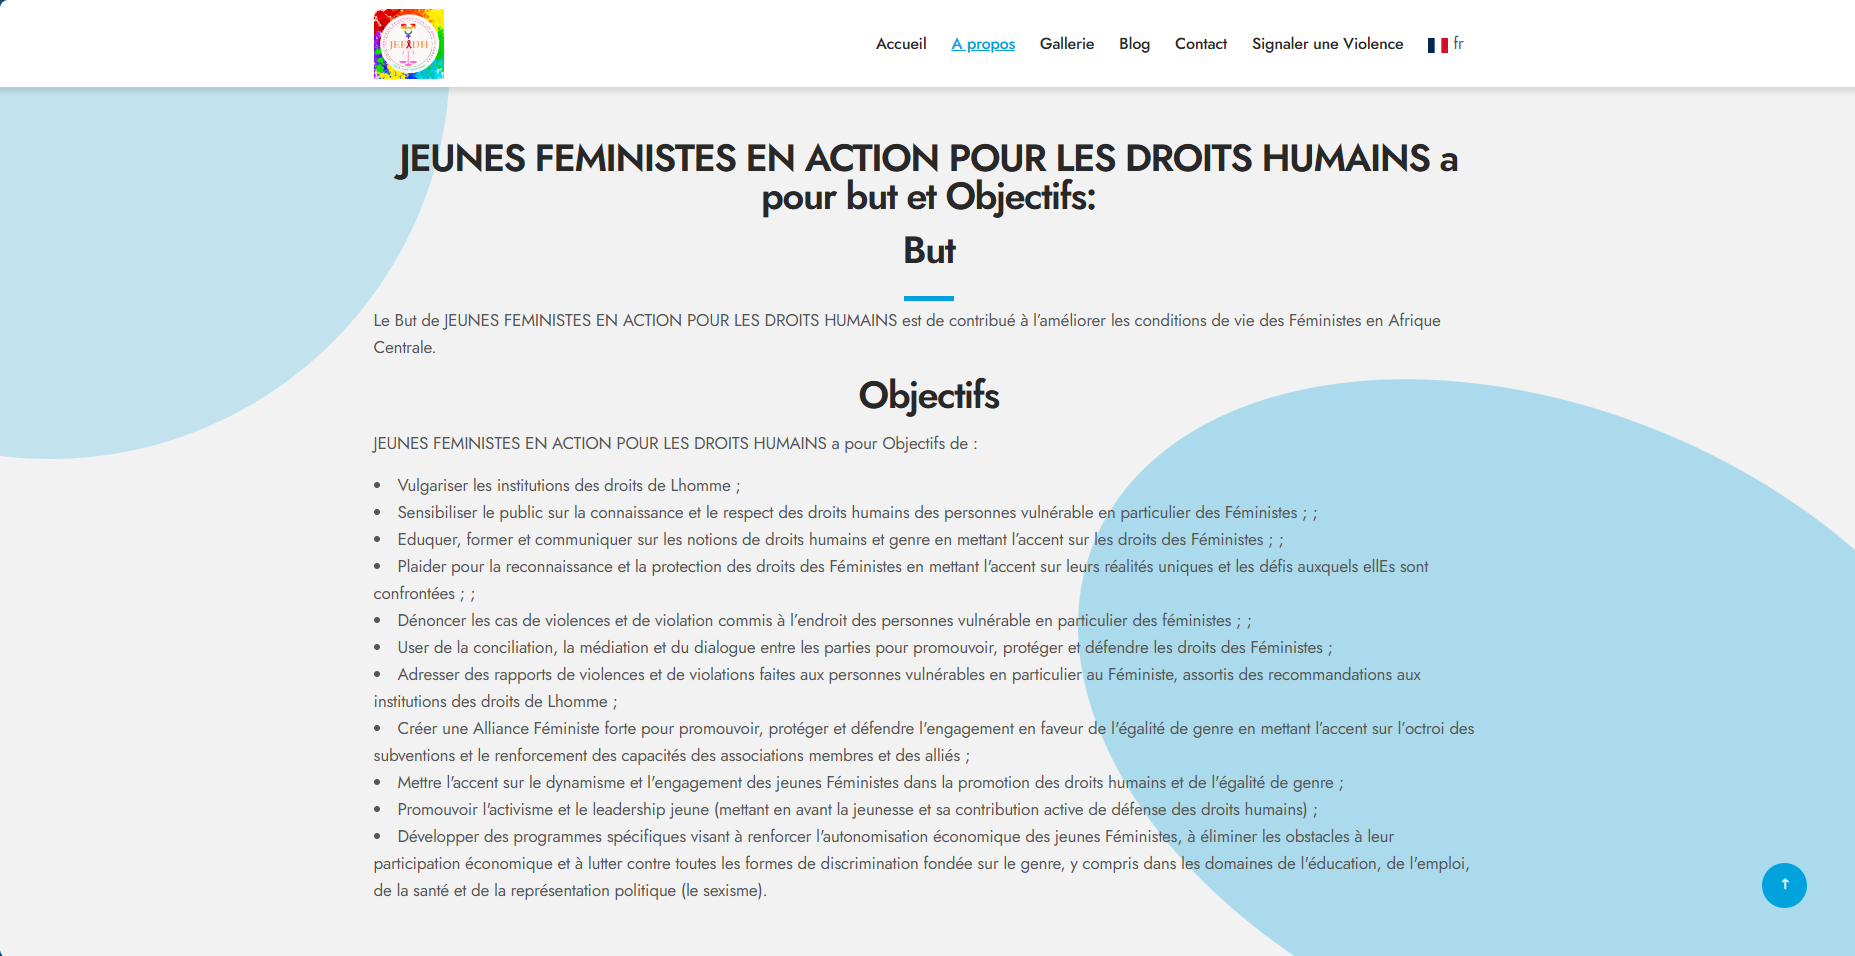 JEFADH
Accueil A propos Gallerie Blog Contact Signaler une Violence fr
JEUNES FEMINISTES EN ACTION POUR LES DROITS HUMAINS a
pour but et Objectifs:
But
Le But de JEUNES FEMINISTES EN ACTION POUR LES DROITS HUMAINS est de contribué à l’améliorer les conditions de vie des Féministes en Afrique
Centrale.
Objectifs
JEUNES FEMINISTES EN ACTION POUR LES DROITS HUMAINS a pour Objectifs de :
• Vulgariser les institutions des droits de Lhomme ;
• Sensibiliser le public sur la connaissance et le respect des droits humains des personnes vulnérable en particulier des Féministes ; ;
• Eduquer, former et communiquer sur les notions de droits humains et genre en mettant l’accent sur les droits des Féministes ; ;
• Plaider pour la reconnaissance et la protection des droits des Féministes en mettant l'accent sur leurs réalités uniques et les défis auxquels ellEs sont
confrontées ; ;
• Dénoncer les cas de violences et de violation commis à l’endroit des personnes vulnérable en particulier des féministes ; ;
• User de la conciliation, la médiation et du dialogue entre les parties pour promouvoir, protéger et défendre les droits des Féministes ;
• Adresser des rapports de violences et de violations faites aux personnes vulnérables en particulier au Féministe, assortis des recommandations aux
institutions des droits de Lhomme ;
• Créer une Alliance Féministe forte pour promouvoir, protéger et défendre l'engagement en faveur de l'égalité de genre en mettant l’accent sur l’octroi des
subventions et le renforcement des capacités des associations membres et des alliés ;
• Mettre l'accent sur le dynamisme et l'engagement des jeunes Féministes dans la promotion des droits humains et de l'égalité de genre ;
• Promouvoir l'activisme et le leadership jeune (mettant en avant la jeunesse et sa contribution active de défense des droits humains) ;
• Développer des programmes spécifiques visant à renforcer l'autonomisation économique des jeunes Féministes, à éliminer les obstacles à leur
participation économique et à lutter contre toutes les formes de discrimination fondée sur le genre, y compris dans les domaines de l'éducation, de l'emploi,
de la santé et de la représentation politique (le sexisme).